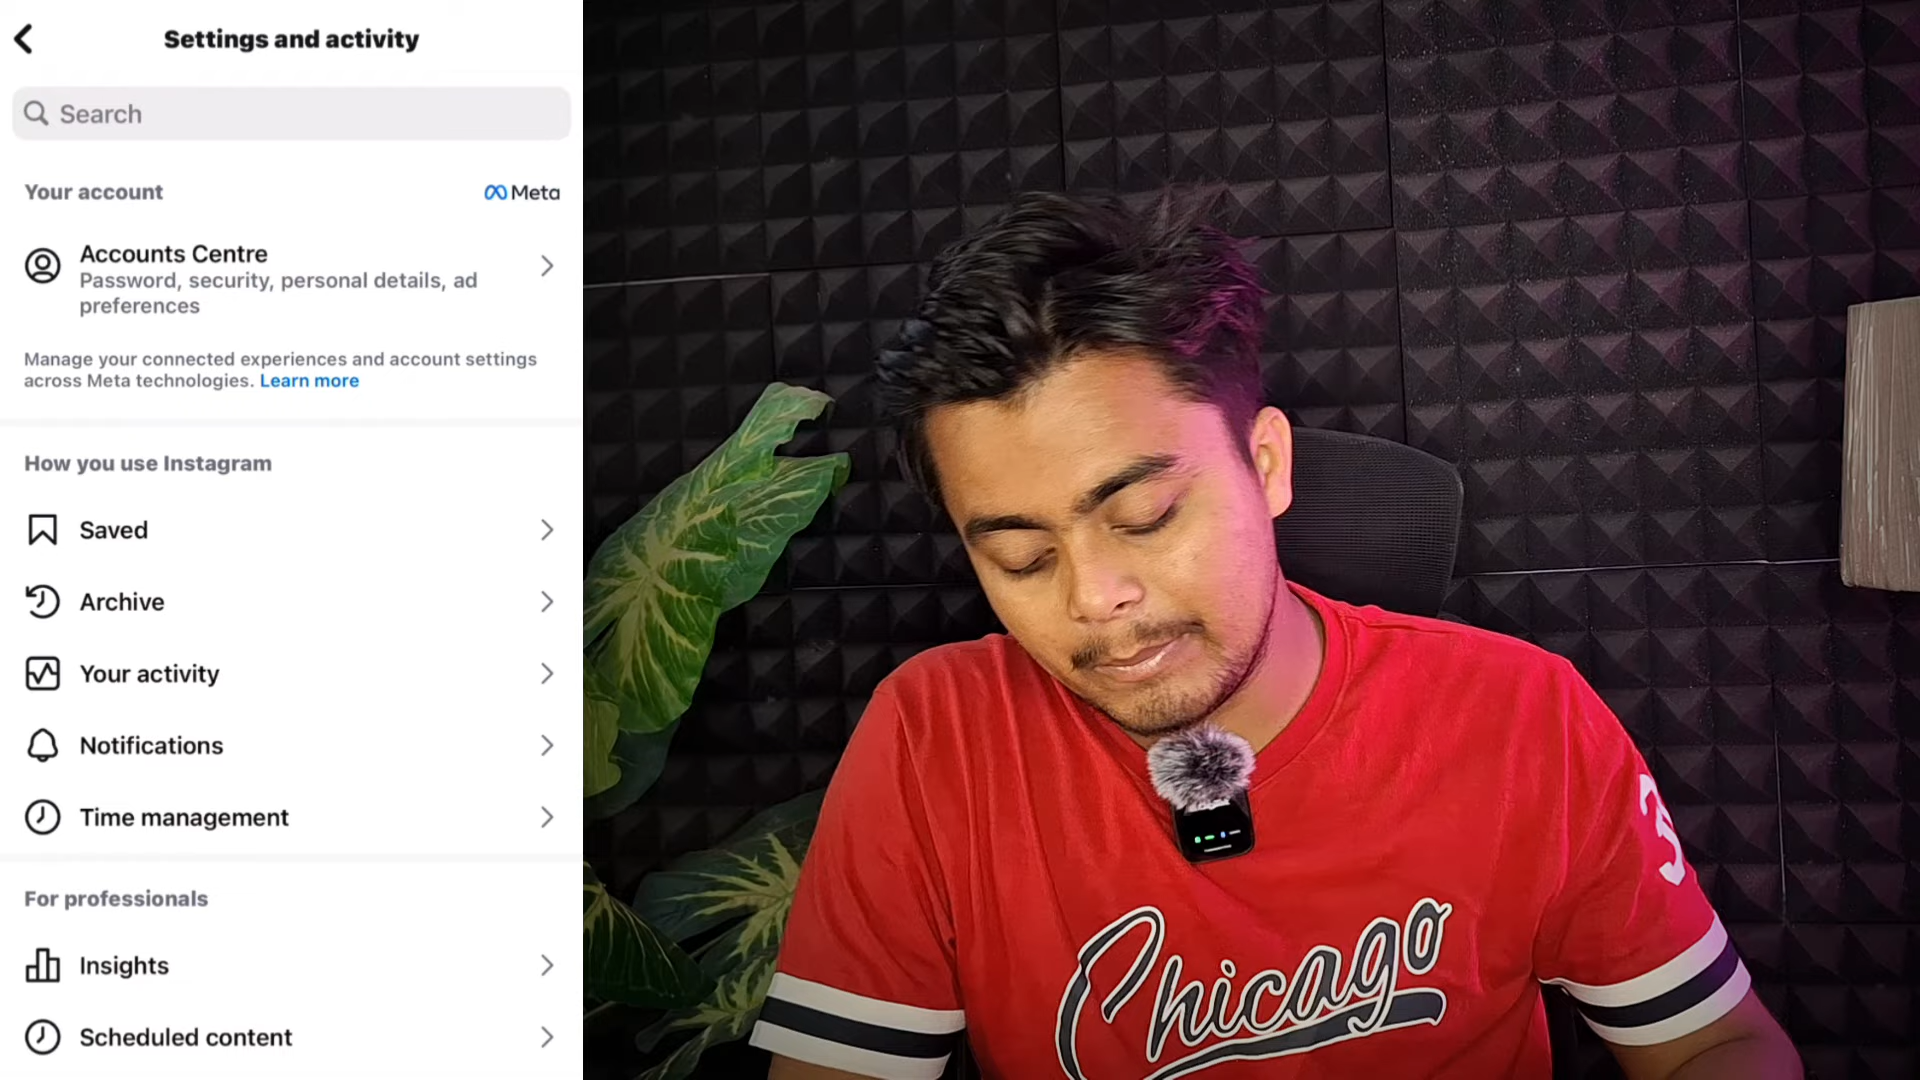 Settings and activity
Search
Your account
Meta
Accounts Centre
Password, security, personal details, ad
preferences
Manage your connected experiences and account settings
across Meta technologies. Learn more
How you use Instagram
Saved
Archive
Your activity
Notifications
Time management
For professionals
Insights
Scheduled content
Chicago